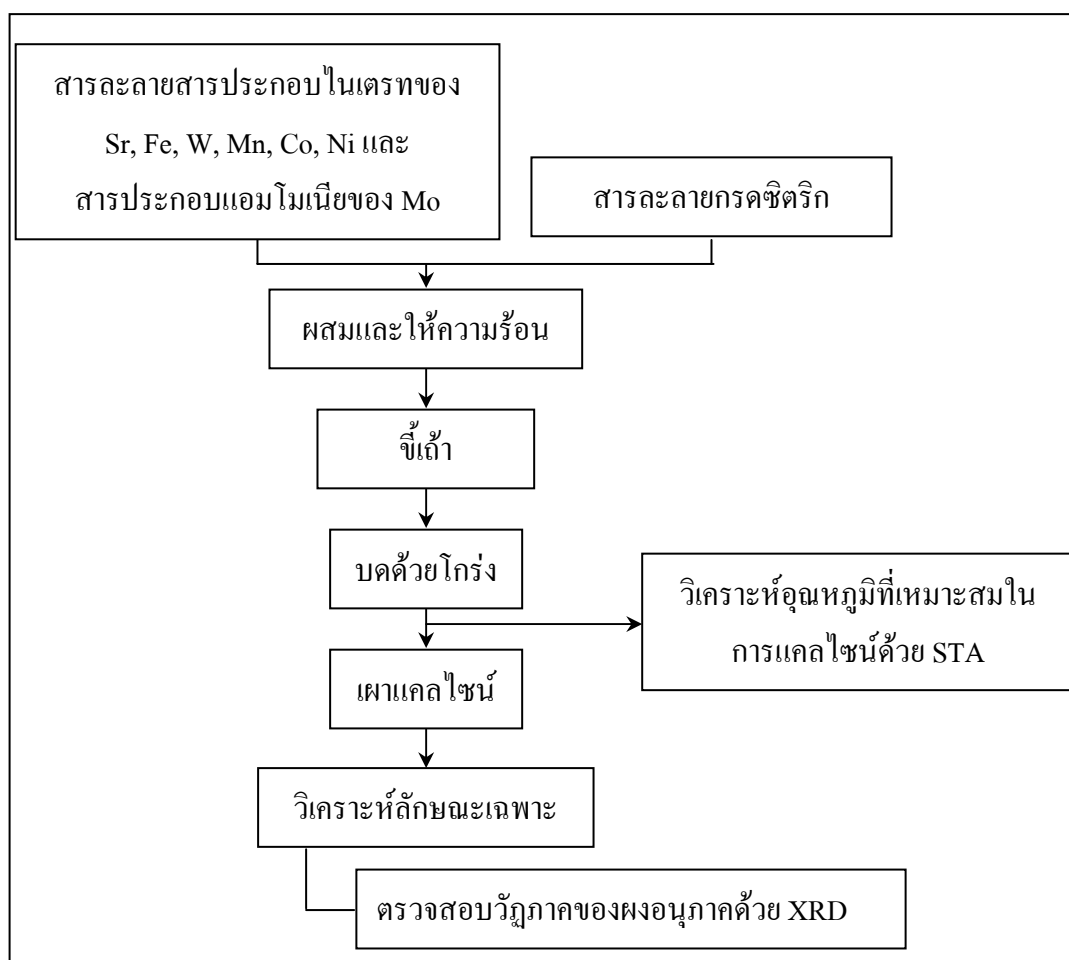 สารละลายสารประกอบไนเตรทของ
Sr, Fe, W, Mn, Co, Ni และ
สารประกอบแอมโมเนียของ Mo
สารละลายกรดซิตริก
ผสมและให้ความร้อน
ขี้เถ้า
บดด้วยโกร่ง
วิเคราะห์อุณหภูมิที่เหมาะสมใน
การแคลไซน์ด้วย STA
เผาแคลไซน์
วิเคราะห์ลักษณะเฉพาะ
ตรวจสอบวัฏภาคของผงอนุภาคด้วย XRD